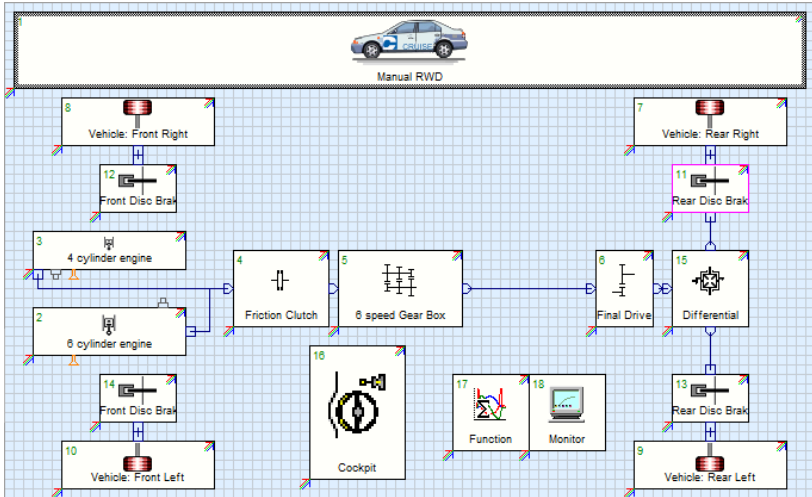 1
CRUISE
Manual RWD
8
Vehicle: Front Right
7
Vehicle: Rear Right
12
Front Disc Brak
11
Rear Disc Brak
3
4 cylinder engine
4
Friction Clutch
5
6 speed Gear Box
6
Final Drive
15
Differential
2
6 cylinder engine
14
Front Disc Brak
16
Cockpit
17
Function
18
Monitor
13
Rear Disc Brak
10
Vehicle: Front Left
9
Vehicle: Rear Left